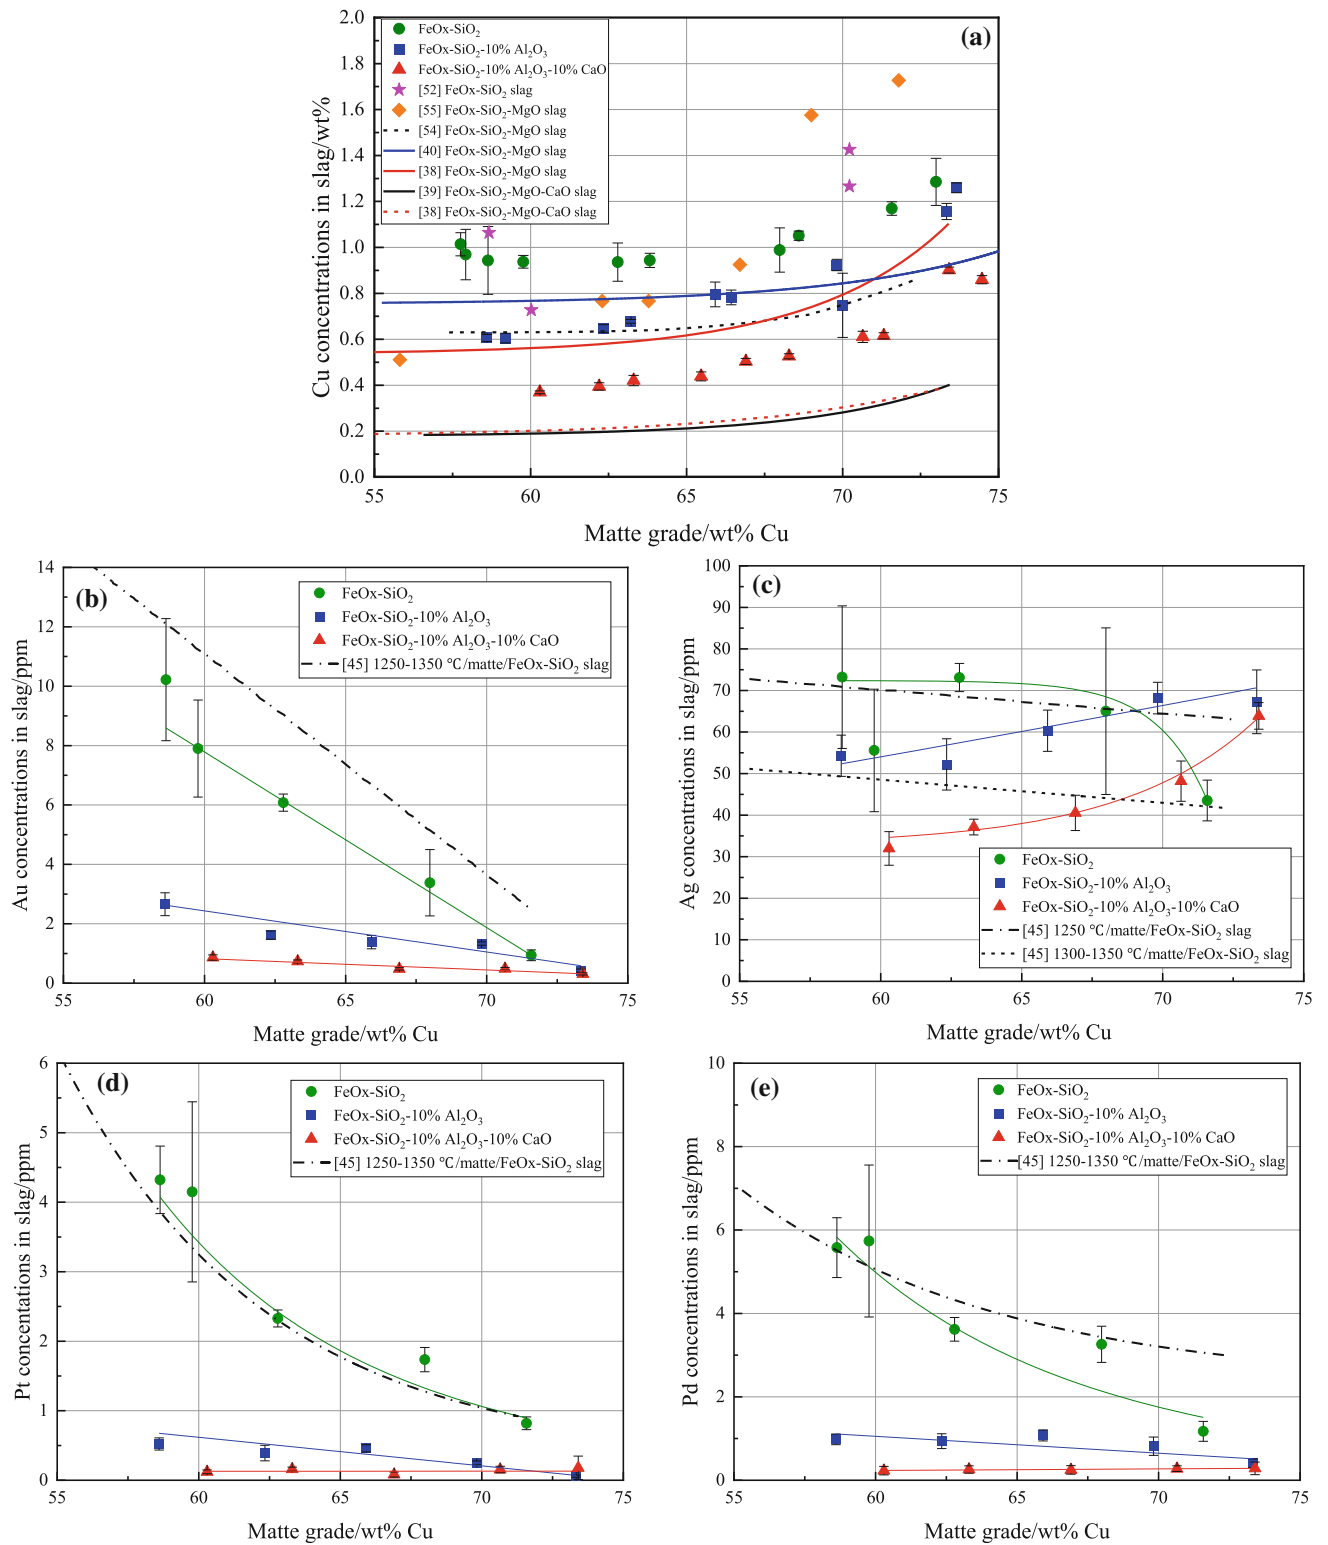 (a)
FeOx-SiO2
FeOx-SiO2-10% Al2O3
FeOx-SiO2-10% Al2O3-10% CaO
[52] FeOx-SiO2 slag
[55] FeOx-SiO2-MgO slag
[54] FeOx-SiO2-MgO slag
[40] FeOx-SiO2-MgO slag
[38] FeOx-SiO2-MgO slag
[39] FeOx-SiO2-MgO-CaO slag
[38] FeOx-SiO2-MgO-CaO slag
Cu concentrations in slag/wt%
2.0
1.8
1.6
1.4
1.2
1.0
0.8
0.6
0.4
0.2
0.0
55 60 65 70 75
Matte grade/wt% Cu
(b)
FeOx-SiO2
FeOx-SiO2-10% Al2O3
FeOx-SiO2-10% Al2O3-10% CaO
[45] 1250-1350 ℃/matte/FeOx-SiO2 slag
Au concentrations in slag/ppm
14
12
10
8
6
4
2
0
55 60 65 70 75
Matte grade/wt% Cu
(c)
FeOx-SiO2
FeOx-SiO2-10% Al2O3
FeOx-SiO2-10% Al2O3-10% CaO
[45] 1250 ℃/matte/FeOx-SiO2 slag
[45] 1300-1350 ℃/matte/FeOx-SiO2 slag
Ag concentrations in slag/ppm
100
90
80
70
60
50
40
30
20
10
0
55 60 65 70 75
Matte grade/wt% Cu
(d)
FeOx-SiO2
FeOx-SiO2-10% Al2O3
FeOx-SiO2-10% Al2O3-10% CaO
[45] 1250-1350 ℃/matte/FeOx-SiO2 slag
Pt concentations in slag/ppm
6
5
4
3
2
1
0
55 60 65 70 75
Matte grade/wt% Cu
(e)
FeOx-SiO2
FeOx-SiO2-10% Al2O3
FeOx-SiO2-10% Al2O3-10% CaO
[45] 1250-1350 ℃/matte/FeOx-SiO2 slag
Pd concentrations in slag/ppm
10
8
6
4
2
0
55 60 65 70 75
Matte grade/wt% Cu